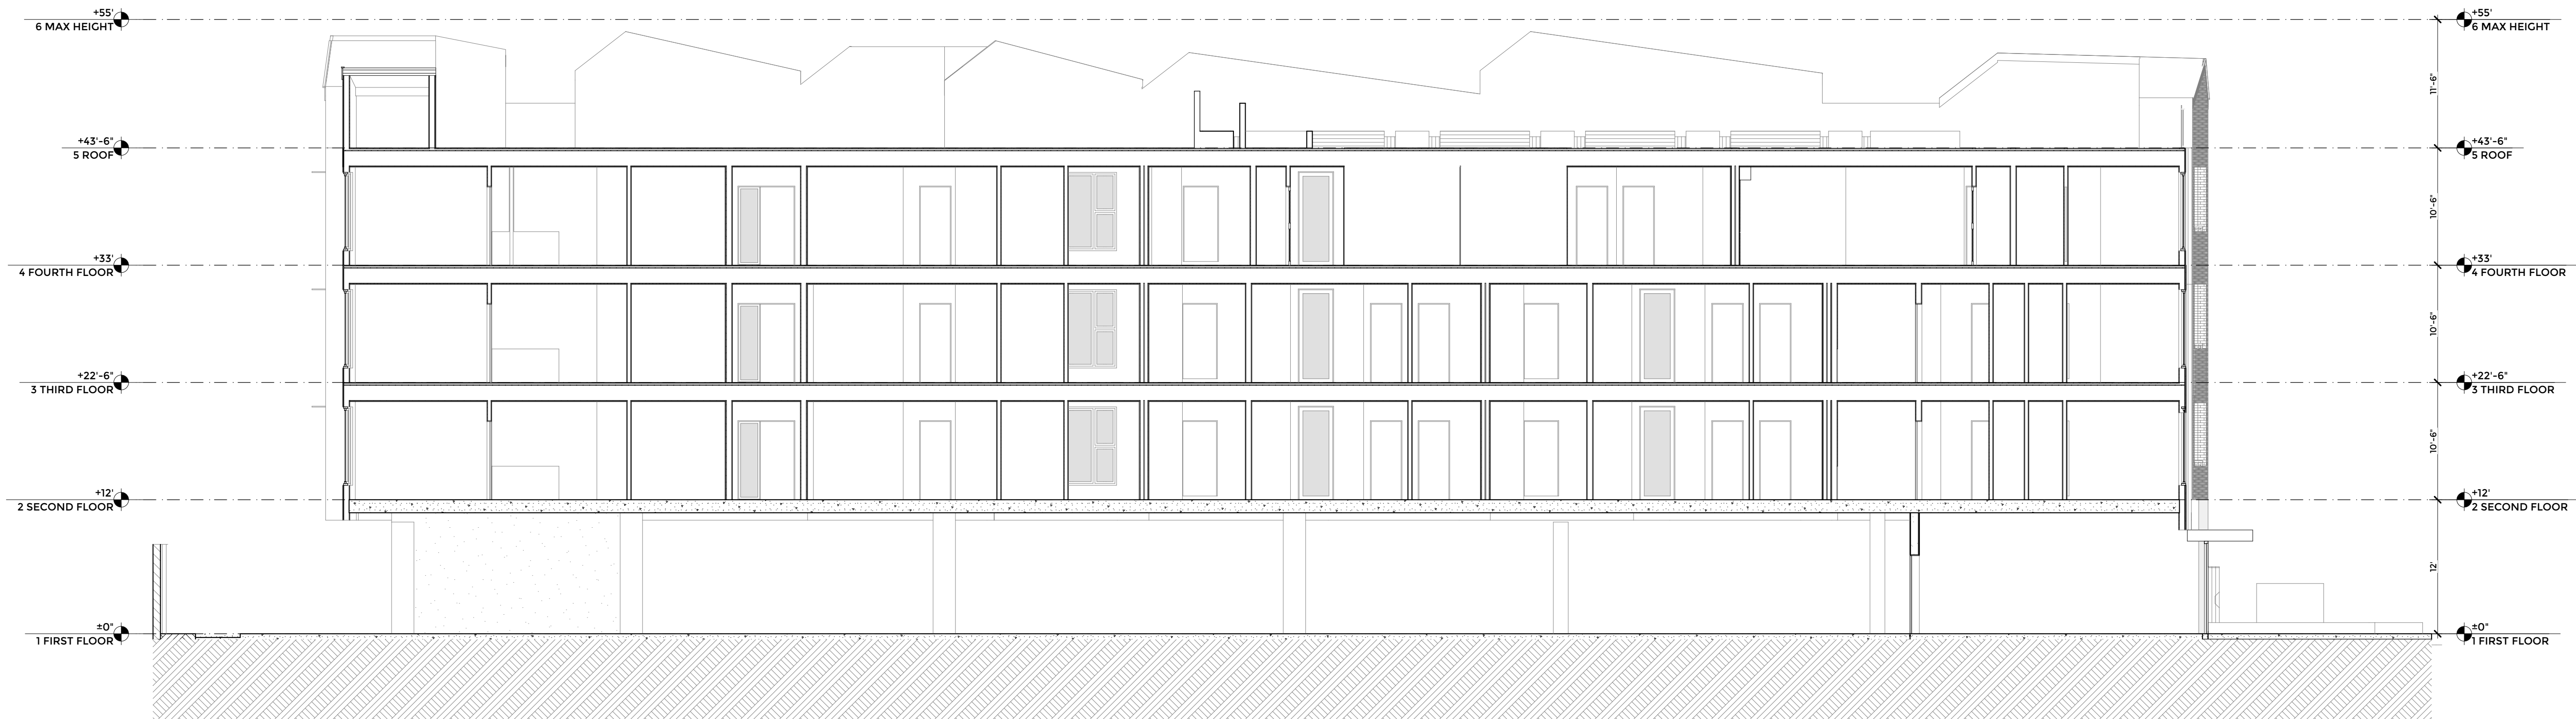 +55'
6 MAX HEIGHT
+55'
6 MAX HEIGHT
11'-6"
+43'-6"
5 ROOF
+43'-6"
5 ROOF
10'-6"
+33'
4 FOURTH FLOOR
+33'
4 FOURTH FLOOR
10'-6"
+22'-6"
3 THIRD FLOOR
+22'-6"
3 THIRD FLOOR
10'-6"
+12'
2 SECOND FLOOR
+12'
2 SECOND FLOOR
12'
±0"
1 FIRST FLOOR
±0"
1 FIRST FLOOR